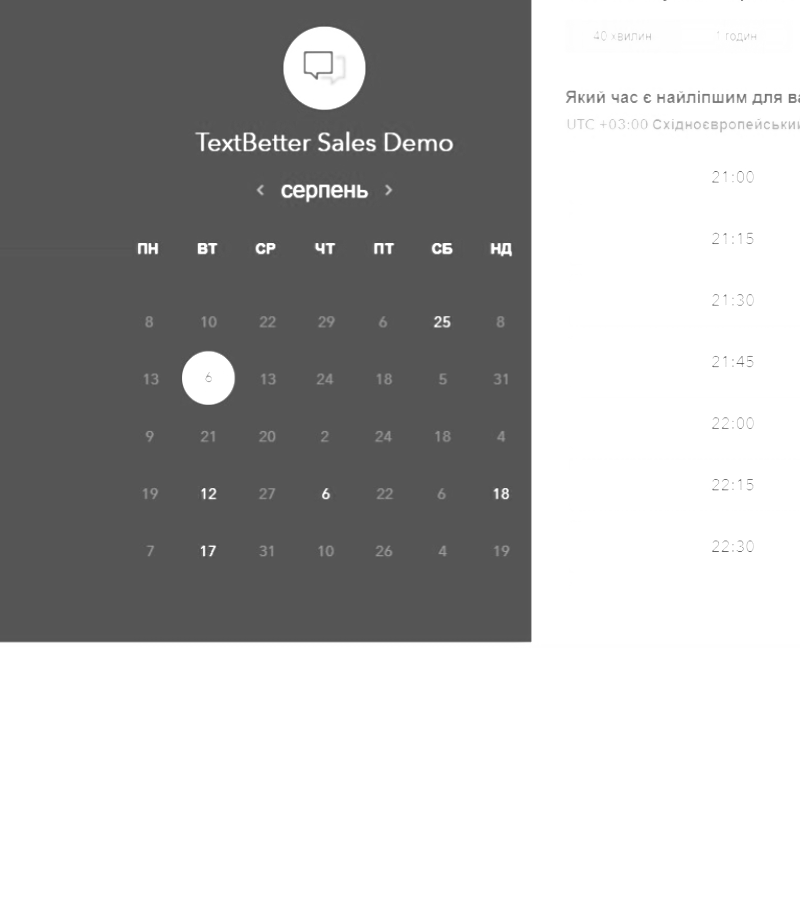 TextBetter Sales Demo
< серпень >
ПН ВТ СР ЧТ ПТ СБ НД
8 10 22 29 6 25 8
13 6 13 24 18 5 31
9 21 20 2 24 18 4
19 12 27 6 22 6 18
7 17 31 10 26 4 19
40 хвилин 1 годин
Який час є найліпшим для ва
UTC +03:00 Східноєвропейськи
21:00
21:15
21:30
21:45
22:00
22:15
22:30